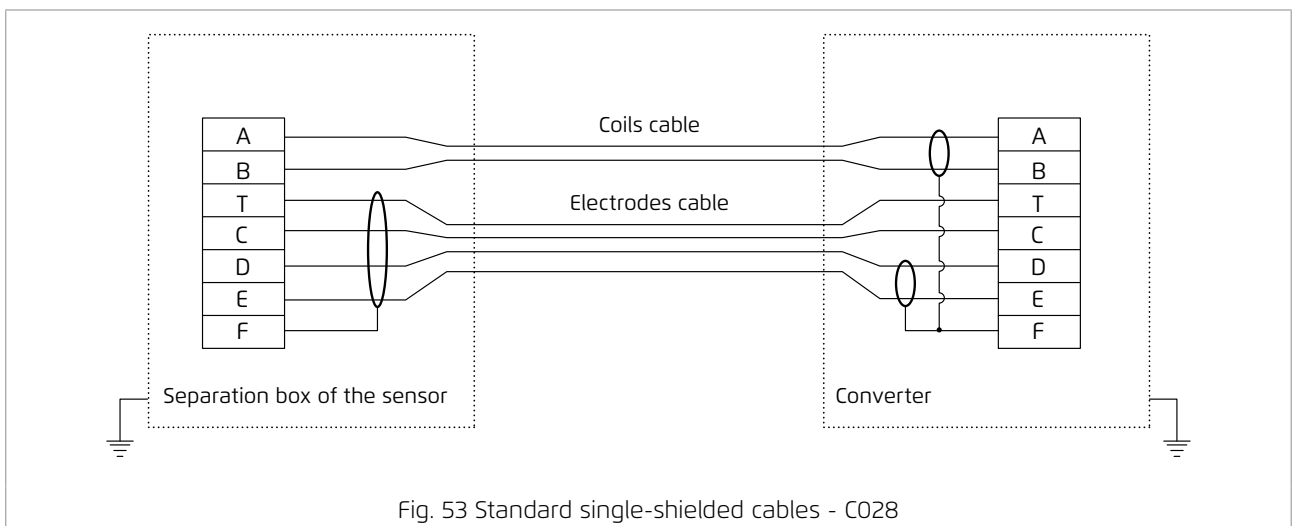 Coils cable
A
B
T
C
D
E
F
Electrodes cable
A
B
T
C
D
E
F
Separation box of the sensor
Converter
Fig. 53 Standard single-shielded cables - C028